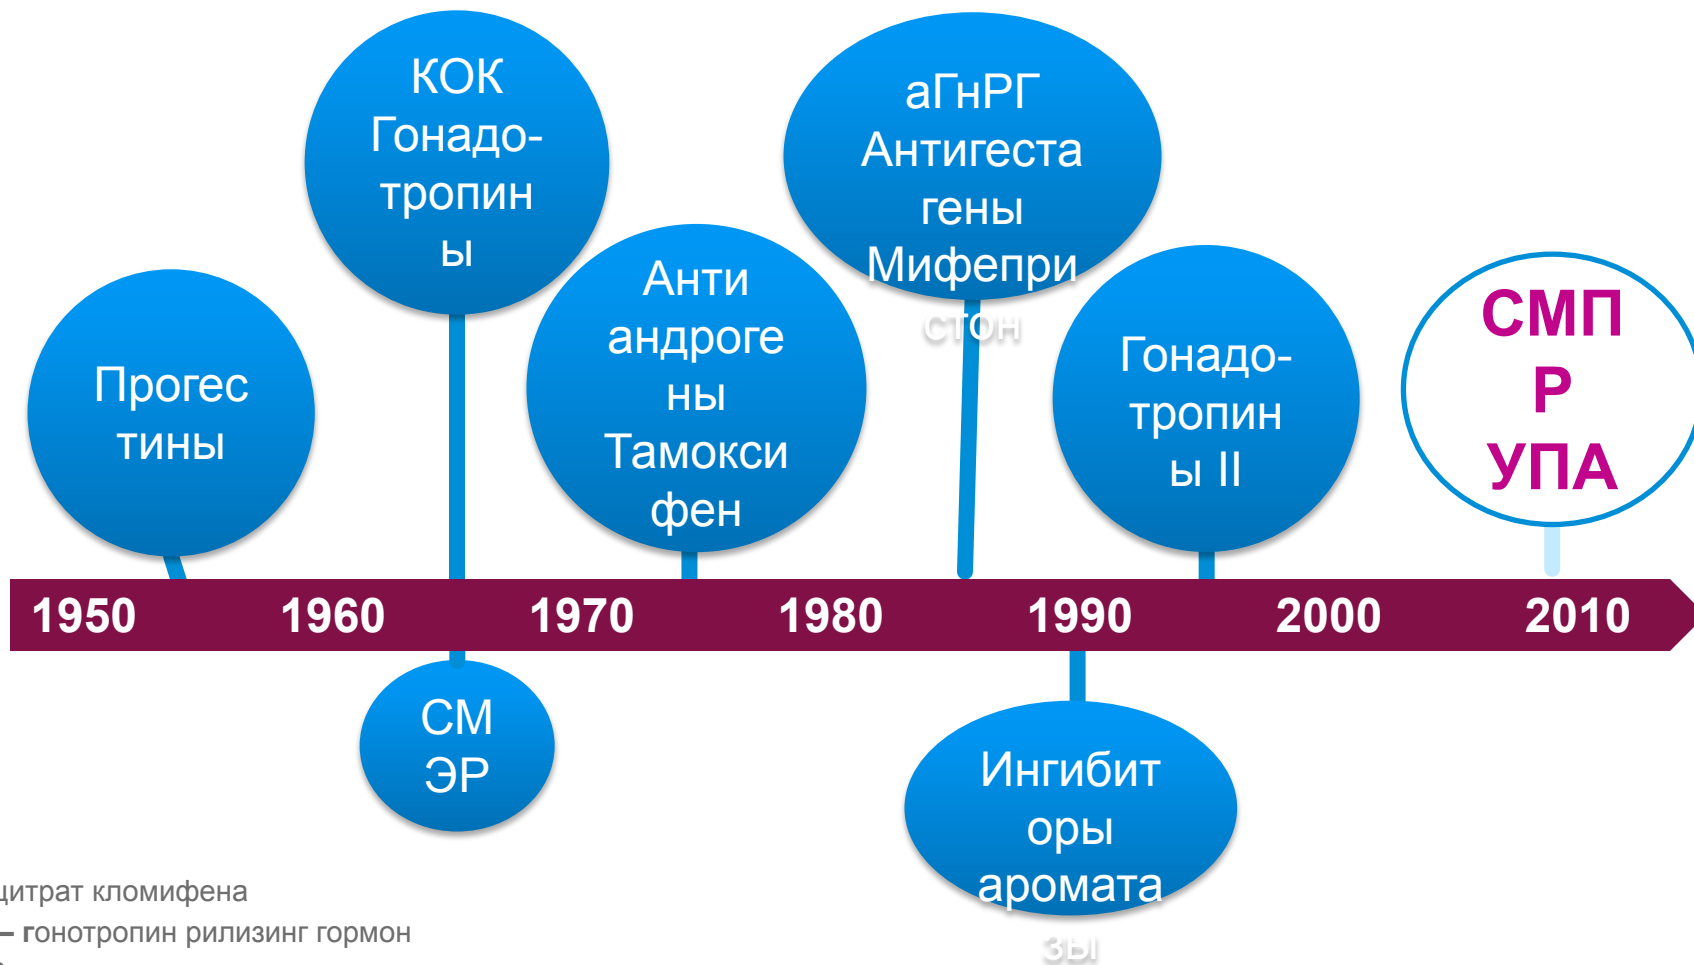 КОК
Гонадо-
тропин
ы
аГнРГ
Антигеста
гены
Мифепри
стон
Прогес
тины
Анти
андроге
ны
Тамокси
фен
Гонадо-
тропин
ы II
СМП
Р
УПА
1950 1960 1970 1980 1990 2000 2010
СМ
ЭР
Ингибит
оры
аромата
зы
цитрат кломифена
– гонотропин рилизинг гормон